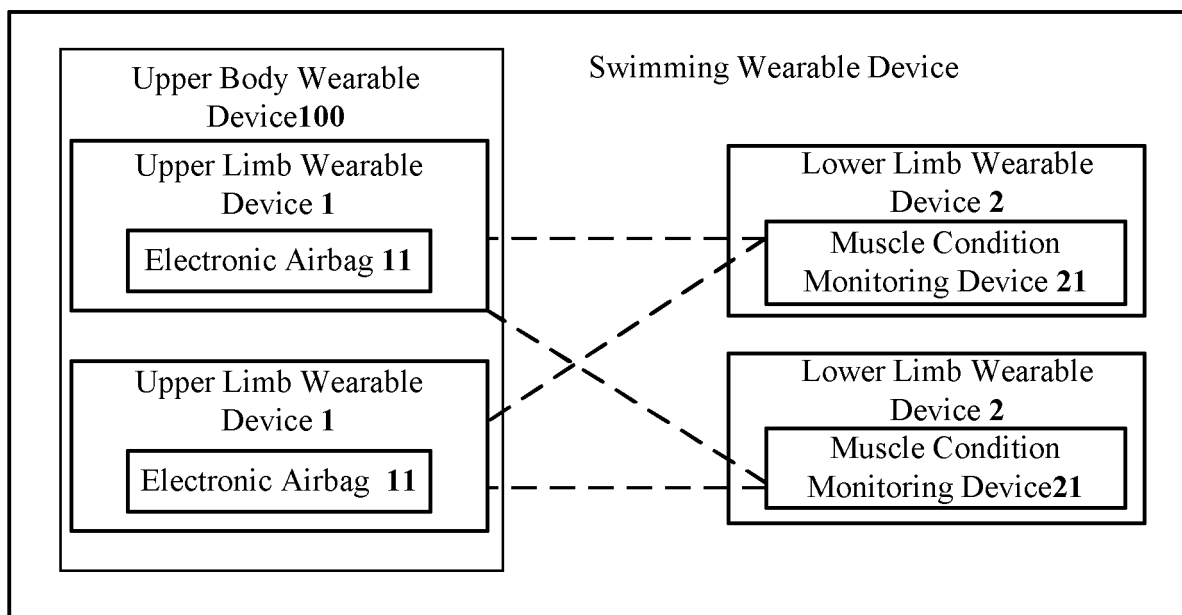 Swimming Wearable Device
Upper Body Wearable
Device100
Upper Limb Wearable
Device 1
Electronic Airbag 11
Upper Limb Wearable
Device 1
Electronic Airbag 11
Lower Limb Wearable
Device 2
Muscle Condition
Monitoring Device 21
Lower Limb Wearable
Device 2
Muscle Condition
Monitoring Device21